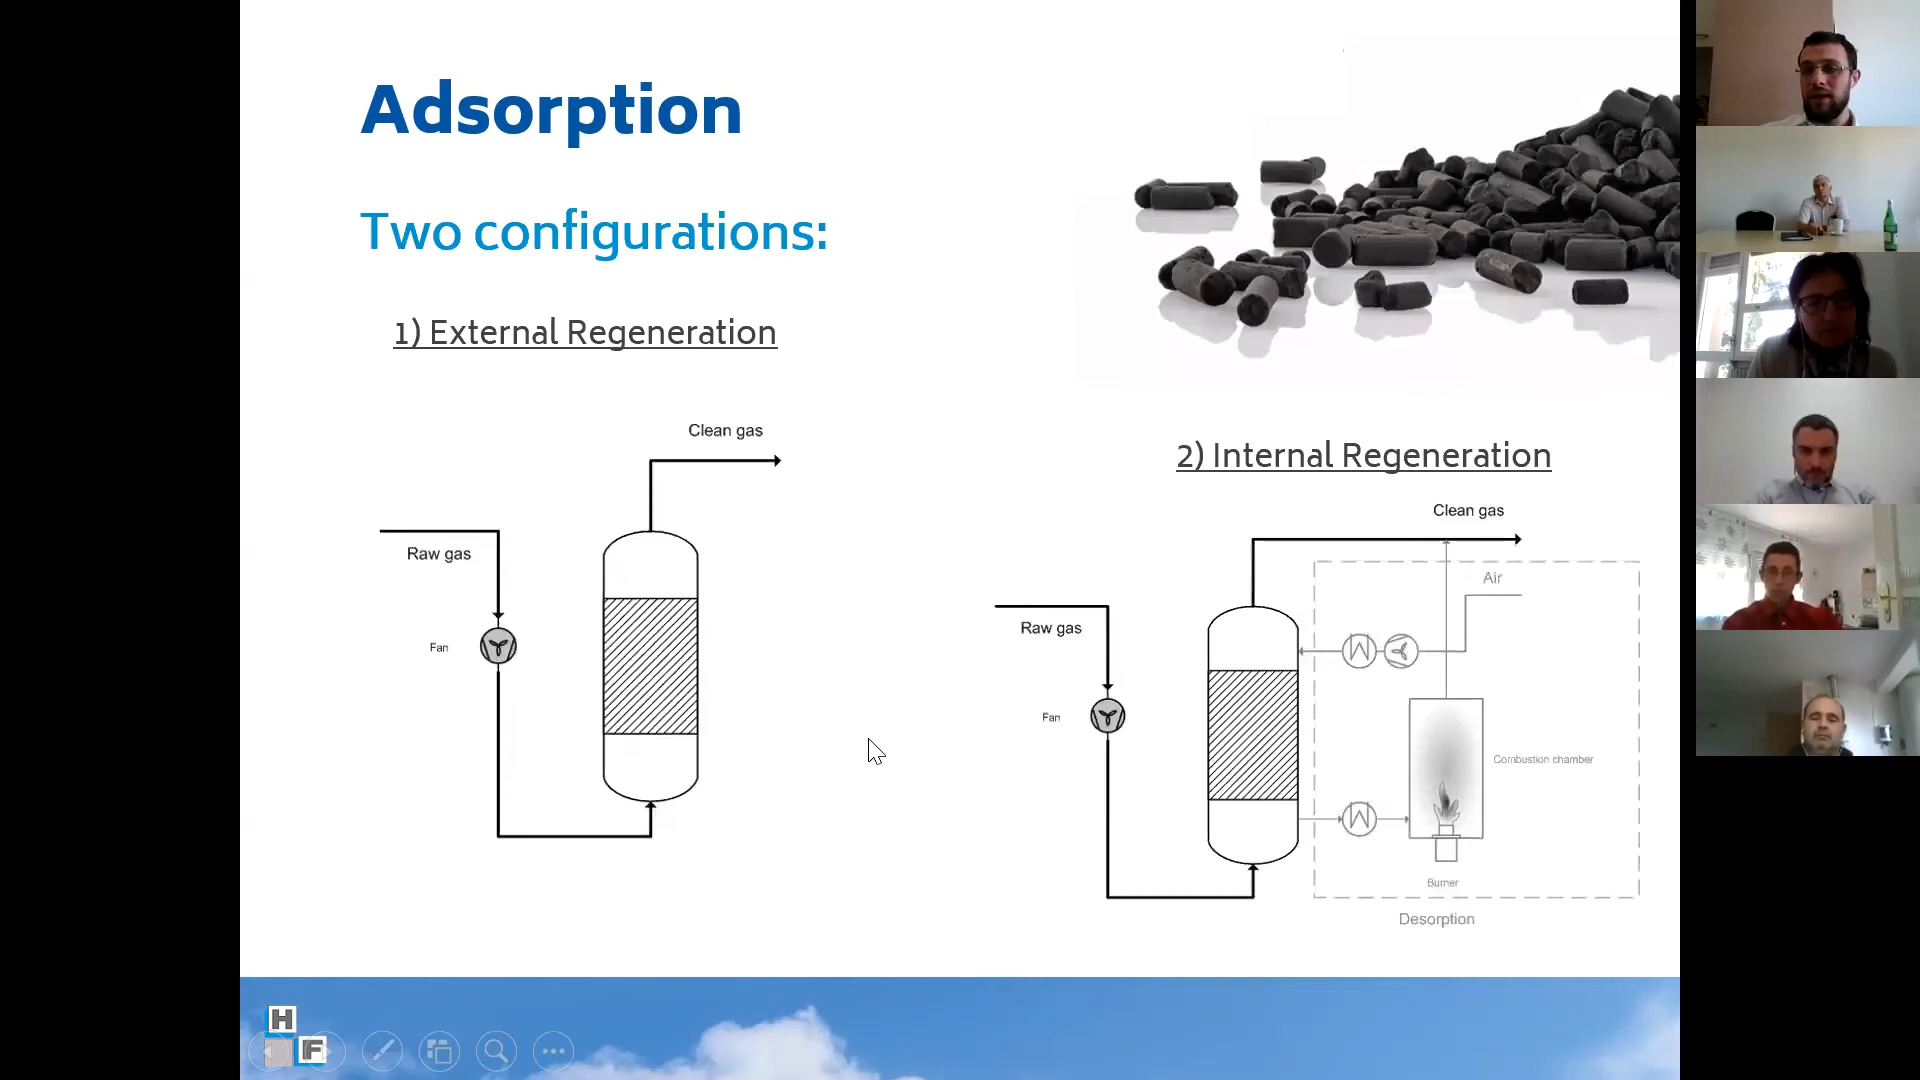 Adsorption
Two configurations:
1) External Regeneration
Clean gas
Raw gas
Fan
2) Internal Regeneration
Clean gas
Air
Raw gas
Fan
Combustion chamber
Burner
Desorption
H
F